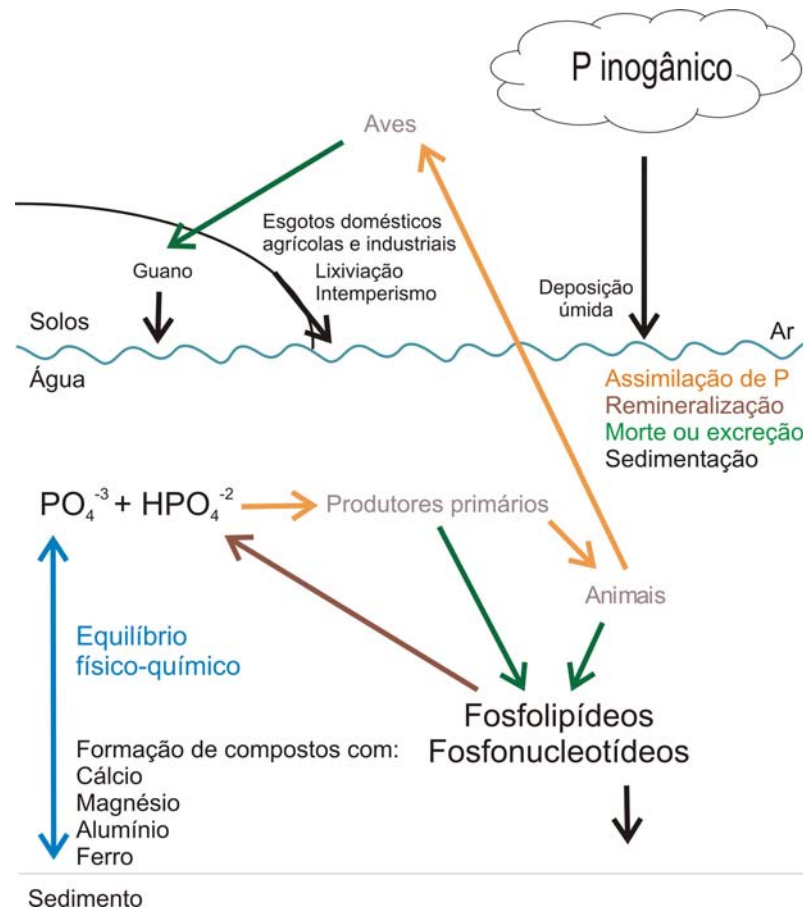 P inogânico
Aves
Esgotos domésticos
agrícolas e industriais
Lixiviação
Intemperismo
Guano
Deposição
úmida
Solos
Ar
Água
Assimilação de P
Remineralização
Morte ou excreção
Sedimentação
PO₄⁻³ + HPO₄⁻²
Produtores primários
Animais
Equilíbrio
físico-químico
Fosfolipídeos
Fosfonucleotídeos
Formação de compostos com:
Cálcio
Magnésio
Alumínio
Ferro
Sedimento